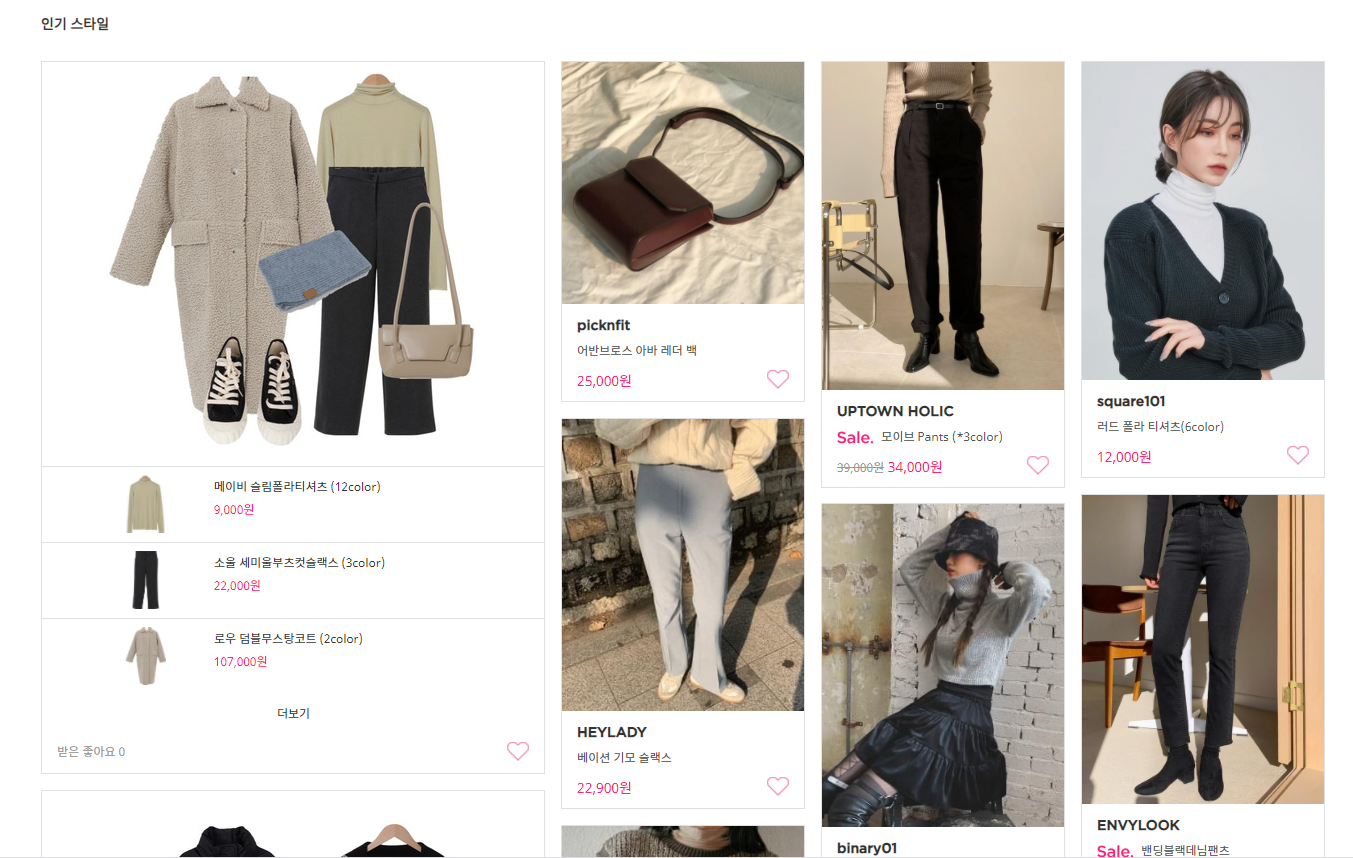 인기 스타일
메이비 슬림폴라티셔츠 (12color)
9,000원
소울 세미울부츠컷슬랙스 (3color)
22,000원
로우 덤블무스탕코트 (2color)
107,000원
더보기
받은 좋아요 0
picknfit
어반브로스 아바 레더 백
25,000원
HEYLADY
베이션 기모 슬랙스
22,900원
UPTOWN HOLIC
Sale. 모이브 Pants (*3color)
39,000원 34,000원
binary01
square101
러드 폴라 티셔츠(6color)
12,000원
ENVYLOOK
Sale. 밴딩블랙데님팬츠